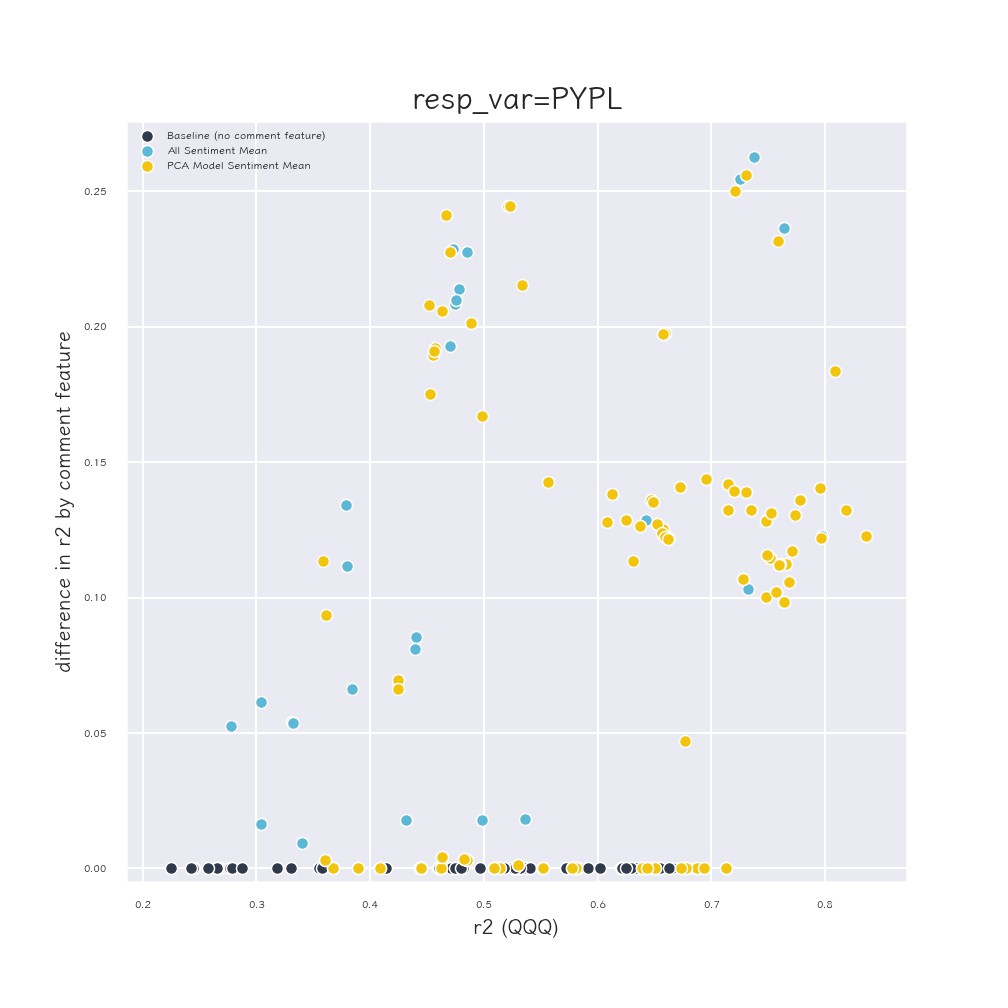 resp_var=PYPL
Baseline (no comment feature)
All Sentiment Mean
PCA Model Sentiment Mean
difference in r2 by comment feature
0.25
0.20
0.15
0.10
0.05
0.00
0.2 0.3 0.4 0.5 0.6 0.7 0.8
r2 (QQQ)